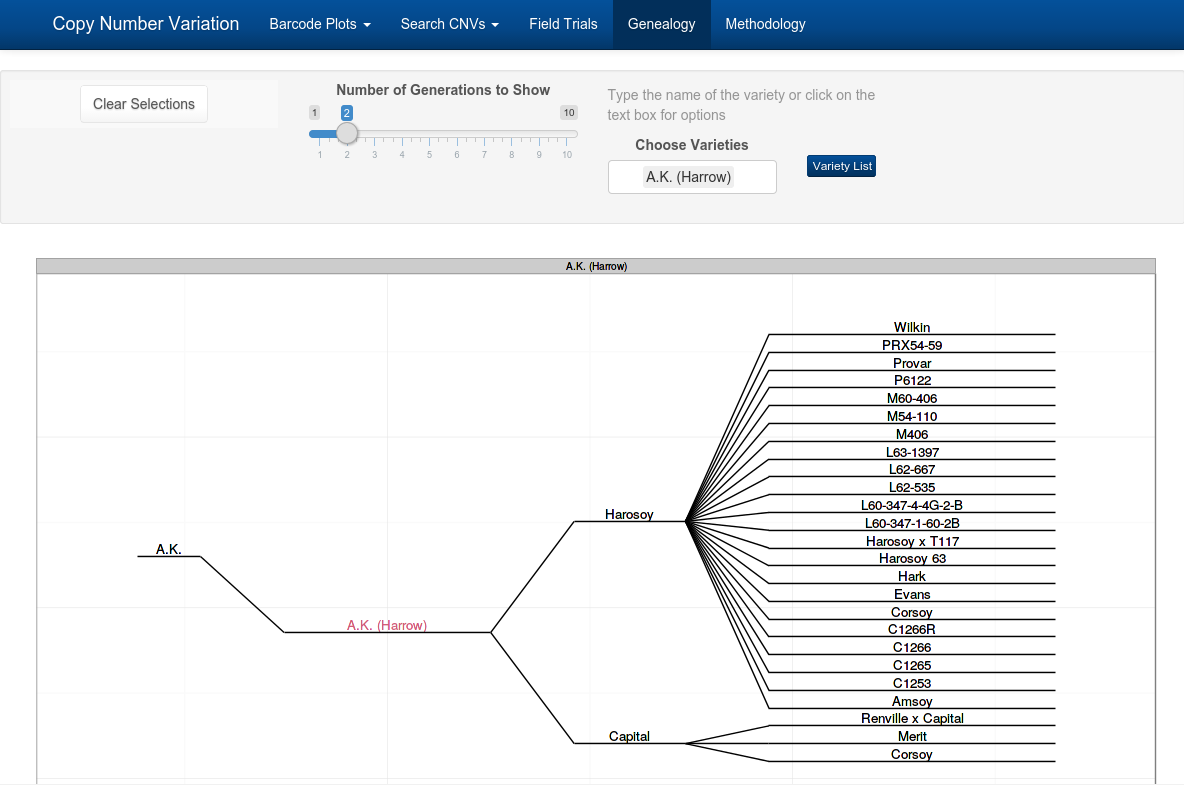 Copy Number Variation Barcode Plots Search CNVs Field Trials Genealogy Methodology
Clear Selections
Number of Generations to Show
1 2 10
1 2 3 4 5 6 7 8 9 10
Type the name of the variety or click on the
text box for options
Choose Varieties
A.K. (Harrow)
Variety List
A.K. (Harrow)
A.K.
A.K. (Harrow)
Harosoy
Capital
Wilkin
PRX54-59
Provar
P6122
M60-406
M54-110
M406
L63-1397
L62-667
L62-535
L60-347-4-4G-2-B
L60-347-1-60-2B
Harosoy x T117
Harosoy 63
Hark
Evans
Corsoy
C1266R
C1266
C1265
C1253
Amsoy
Renville x Capital
Merit
Corsoy